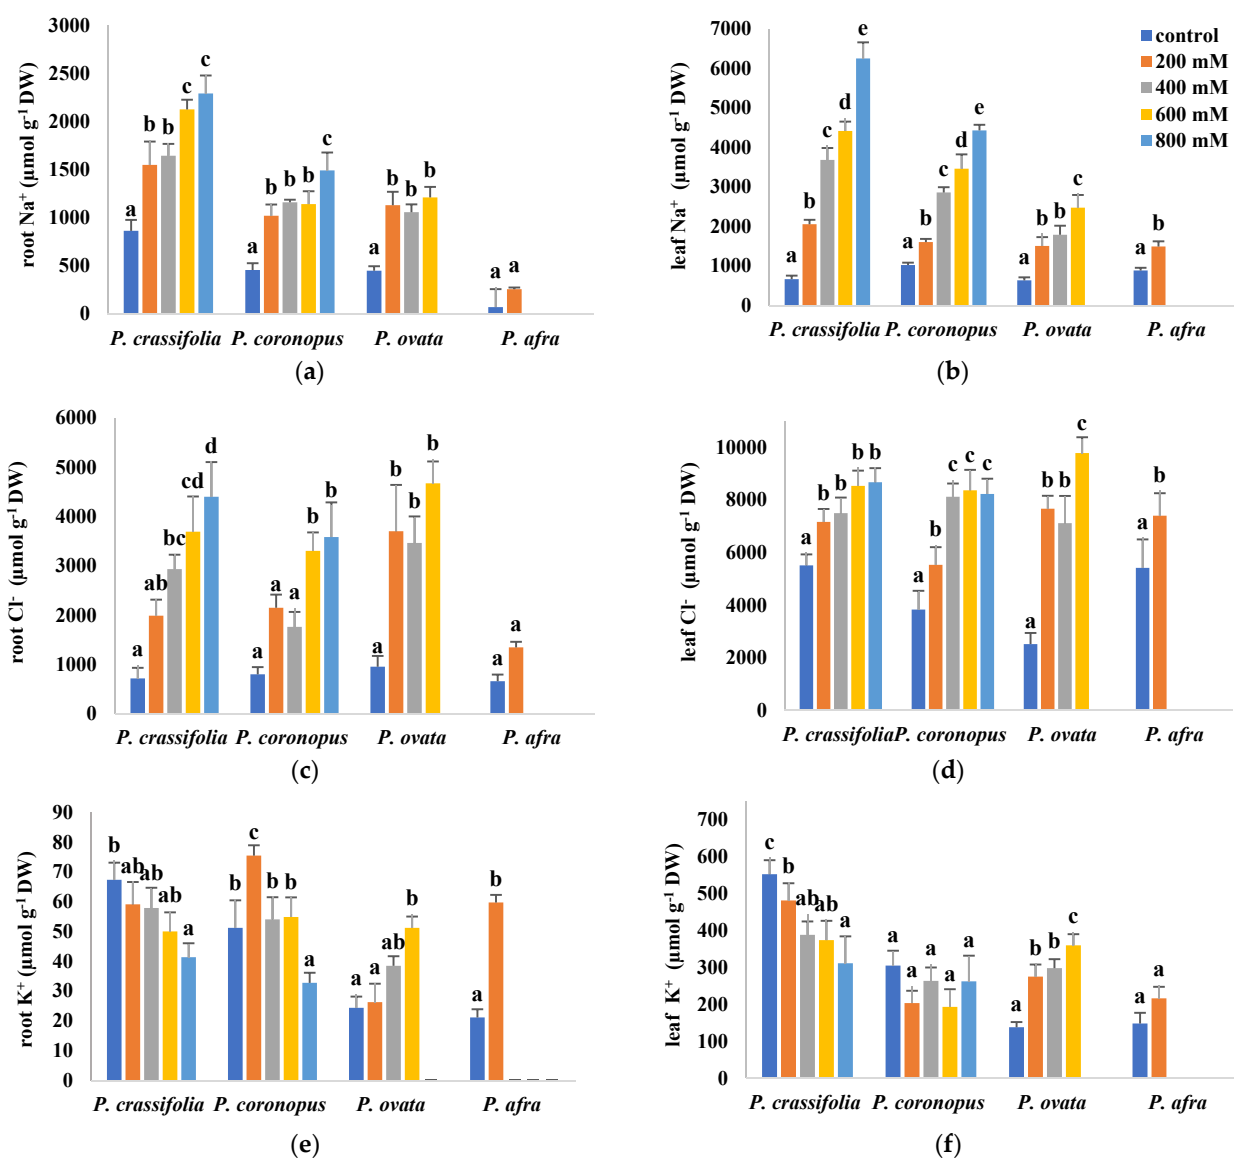 3000
2500
2000
1500
1000
500
0
root Na⁺ (μmol g⁻¹ DW)
a b b c c
a b b b c
a b b b
a a
P. crassifolia P. coronopus P. ovata P. afra
(a)
7000
6000
5000
4000
3000
2000
1000
0
leaf Na⁺ (μmol g⁻¹ DW)
a b c d e
a b c d e
a b b c
a b
control
200 mM
400 mM
600 mM
800 mM
P. crassifolia P. coronopus P. ovata P. afra
(b)
6000
5000
4000
3000
2000
1000
0
root Cl⁻ (μmol g⁻¹ DW)
a ab bc cd d
a a a b b
a b b b
a a
P. crassifolia P. coronopus P. ovata P. afra
(c)
10000
8000
6000
4000
2000
0
leaf Cl⁻ (μmol g⁻¹ DW)
a b b b b
a b c c c
a b b c
a b
P. crassifolia P. coronopus P. ovata P. afra
(d)
90
80
70
60
50
40
30
20
10
0
root K⁺ (μmol g⁻¹ DW)
b ab ab ab a
b c b b a
a a ab b
a b
P. crassifolia P. coronopus P. ovata P. afra
(e)
700
600
500
400
300
200
100
0
leaf K⁺ (μmol g⁻¹ DW)
c b ab ab a
a a a a a
a b b c
a a
P. crassifolia P. coronopus P. ovata P. afra
(f)